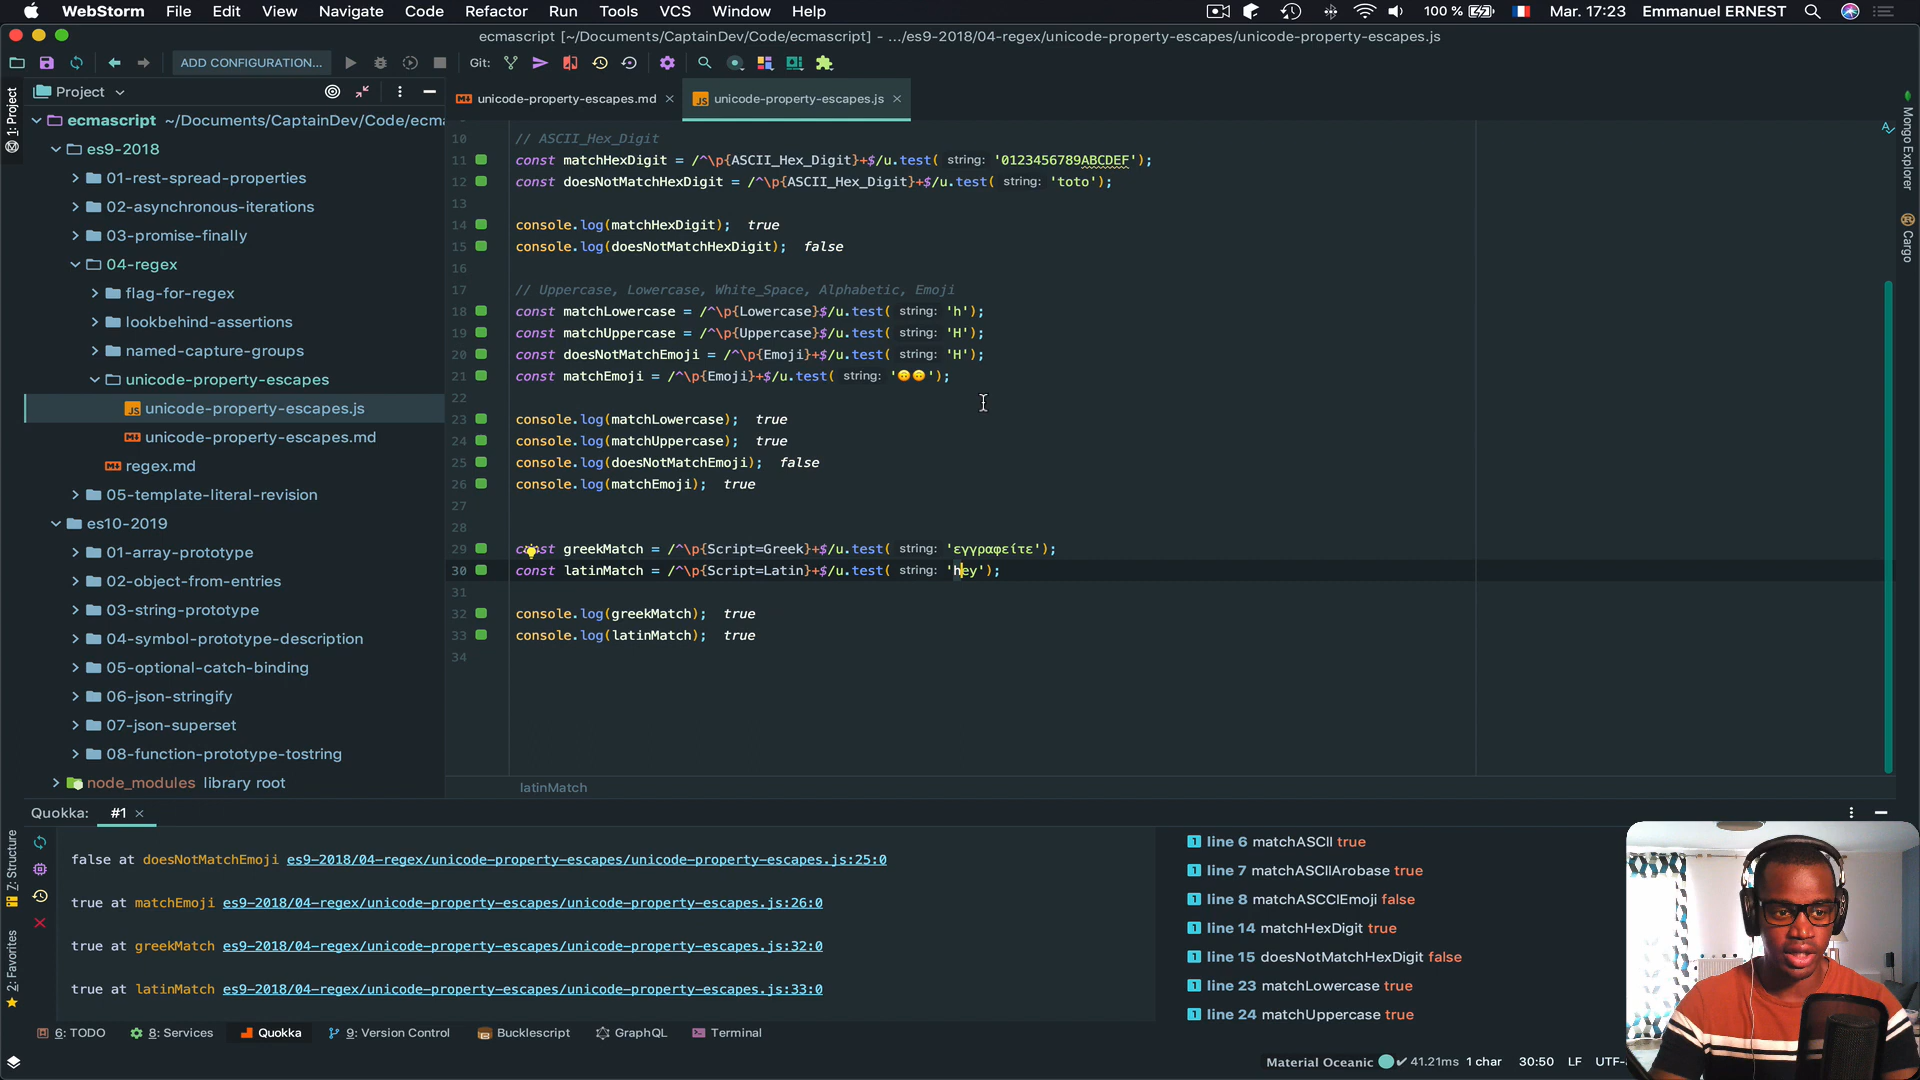 WebStorm File Edit View Navigate Code Refactor Run Tools VCS Window Help 100 % Mar. 17:23 Emmanuel ERNEST
ecmascript [~/Documents/CaptainDev/Code/ecmascript] - .../es9-2018/04-regex/unicode-property-escapes/unicode-property-escapes.js
ADD CONFIGURATION... Git:
Project
unicode-property-escapes.md
unicode-property-escapes.js
1: Project
ecmascript ~/Documents/CaptainDev/Code/ecma
es9-2018
01-rest-spread-properties
02-asynchronous-iterations
03-promise-finally
04-regex
flag-for-regex
lookbehind-assertions
named-capture-groups
unicode-property-escapes
unicode-property-escapes.js
unicode-property-escapes.md
regex.md
05-template-literal-revision
es10-2019
01-array_prototype
02-object-from_entries
03-string-prototype
04-symbol-prototype-description
05-optional-catch-binding
06-json-stringify
07-json-superset
08-function-prototype-tostring
node_modules library root
10 // ASCII_Hex_Digit
11 const matchHexDigit = /^\p{ASCII_Hex_Digit}+$/u.test( string: '0123456789ABCDEF');
12 const doesNotMatchHexDigit = /^\p{ASCII_Hex_Digit}+$/u.test( string: 'toto');
13
14 console.log(matchHexDigit); true
15 console.log(doesNotMatchHexDigit); false
16
17 // Uppercase, Lowercase, White_Space, Alphabetic, Emoji
18 const matchLowercase = /^\p{Lowercase}$/u.test( string: 'h');
19 const matchUppercase = /^\p{Uppercase}$/u.test( string: 'H');
20 const doesNotMatchEmoji = /^\p{Emoji}+$/u.test( string: 'H');
21 const matchEmoji = /^\p{Emoji}+$/u.test( string: '🙃🙃');
22
23 console.log(matchLowercase); true
24 console.log(matchUppercase); true
25 console.log(doesNotMatchEmoji); false
26 console.log(matchEmoji); true
27
28
29 const greekMatch = /^\p{Script=Greek}+$/u.test( string: 'εγγραφείτε');
30 const latinMatch = /^\p{Script=Latin}+$/u.test( string: 'hey');
31
32 console.log(greekMatch); true
33 console.log(latinMatch); true
34
latinMatch
Mongo Explorer
Cargo
Quokka: #1
false at doesNotMatchEmoji es9-2018/04-regex/unicode-property-escapes/unicode-property-escapes.js:25:0
true at matchEmoji es9-2018/04-regex/unicode-property-escapes/unicode-property-escapes.js:26:0
true at greekMatch es9-2018/04-regex/unicode-property-escapes/unicode-property-escapes.js:32:0
true at latinMatch es9-2018/04-regex/unicode-property-escapes/unicode-property-escapes.js:33:0
1 line 6 matchASCII true
1 line 7 matchASCIIArobase true
1 line 8 matchASCCIEmoji false
1 line 14 matchHexDigit true
1 line 15 doesNotMatchHexDigit false
1 line 23 matchLowercase true
1 line 24 matchUppercase true
Z: Structure
2: Favorites
6: TODO 8: Services Quokka 9: Version Control Bucklescript GraphQL Terminal
Material Oceanic 41.21ms 1 char 30:50 LF UTF-